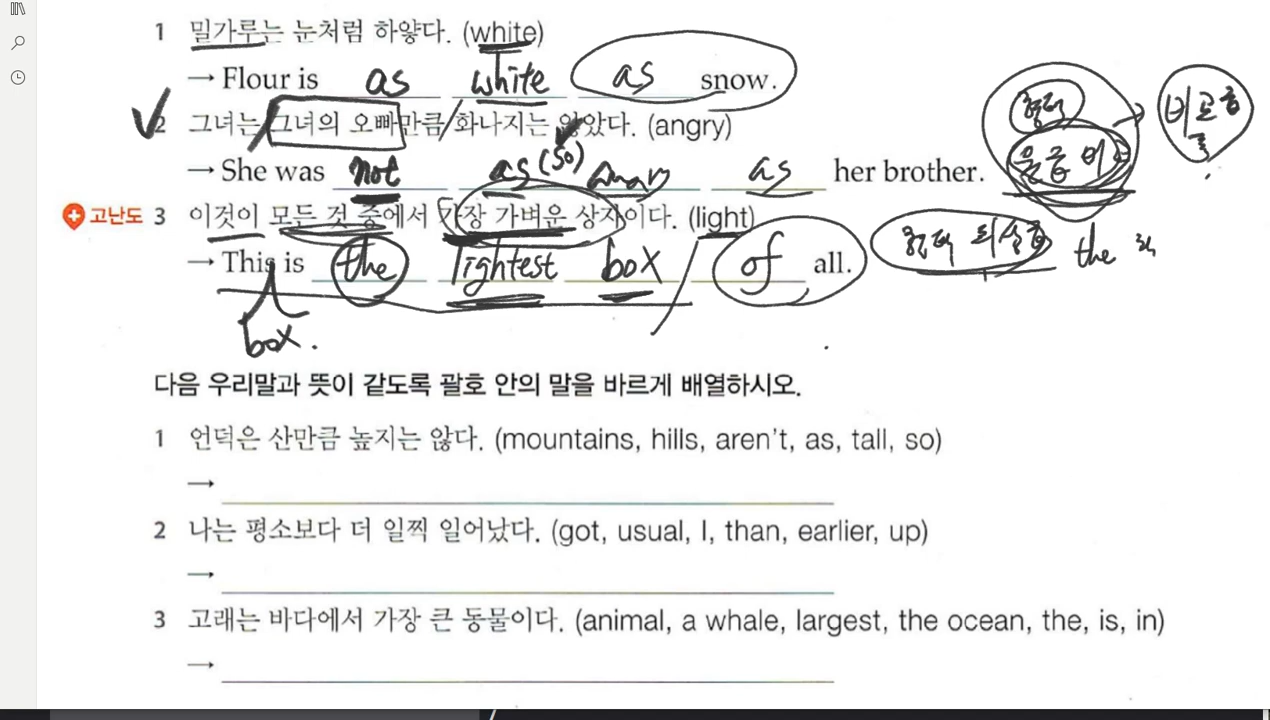 1 밀가루는 눈처럼 하얗다. (white)
→ Flour is as white as snow.
2 그녀는 그녀의 오빠만큼 화나지는 않았다. (angry)
→ She was not as (so) angry as her brother.
고난도 3 이것이 모든 것 중에서 가장 가벼운 상자이다. (light)
→ This is the lightest box of all.
the
box.
다음 우리말과 뜻이 같도록 괄호 안의 말을 바르게 배열하시오.
1 언덕은 산만큼 높지는 않다. (mountains, hills, aren't, as, tall, so)
→
2 나는 평소보다 더 일찍 일어났다. (got, usual, I, than, earlier, up)
→
3 고래는 바다에서 가장 큰 동물이다. (animal, a whale, largest, the ocean, the, is, in)
→